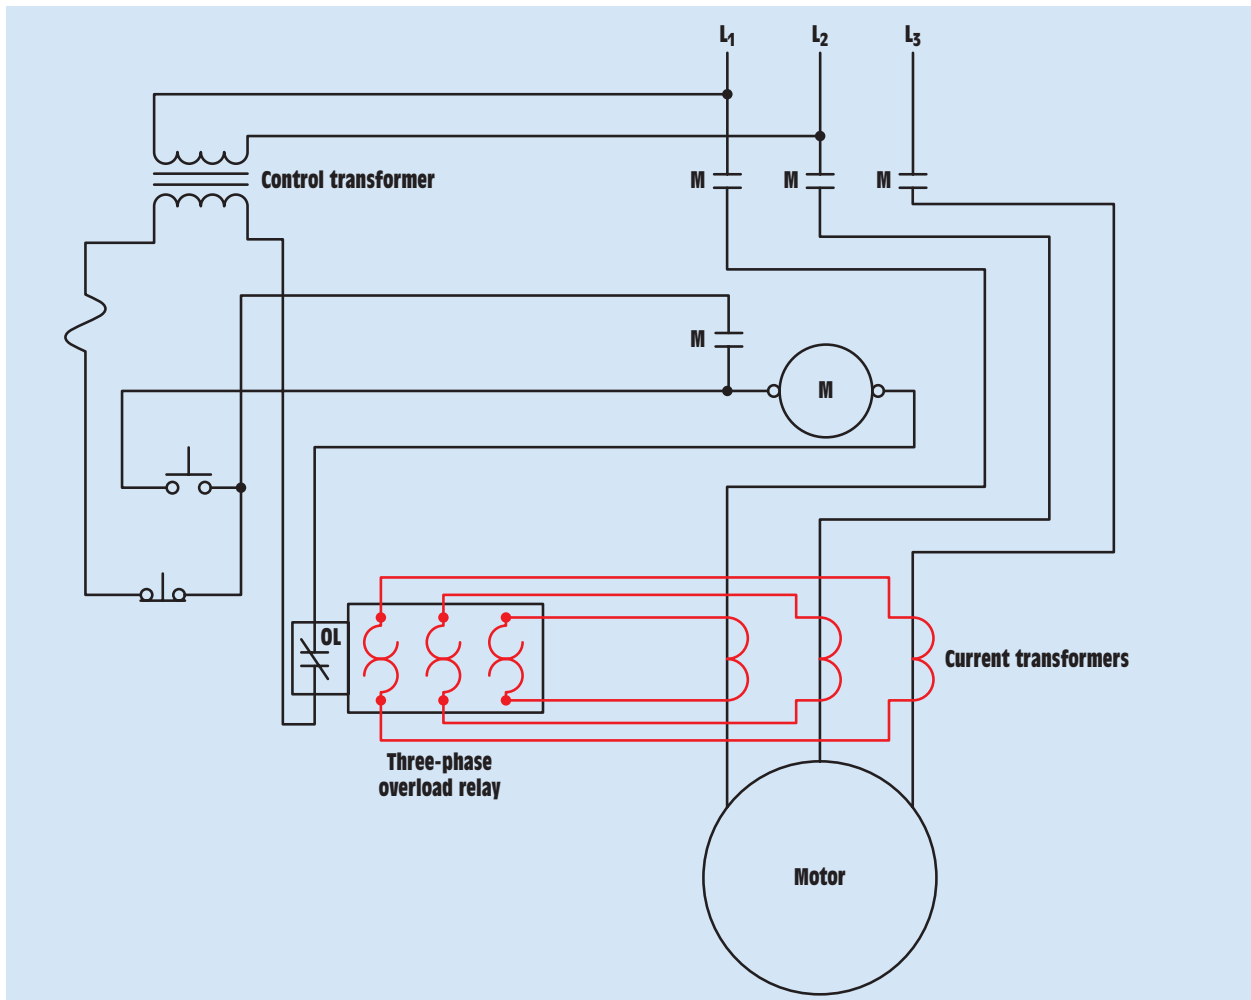 L1 L2 L3
Control transformer
M M M
M
M
OL
Current transformers
Three-phase
overload relay
Motor